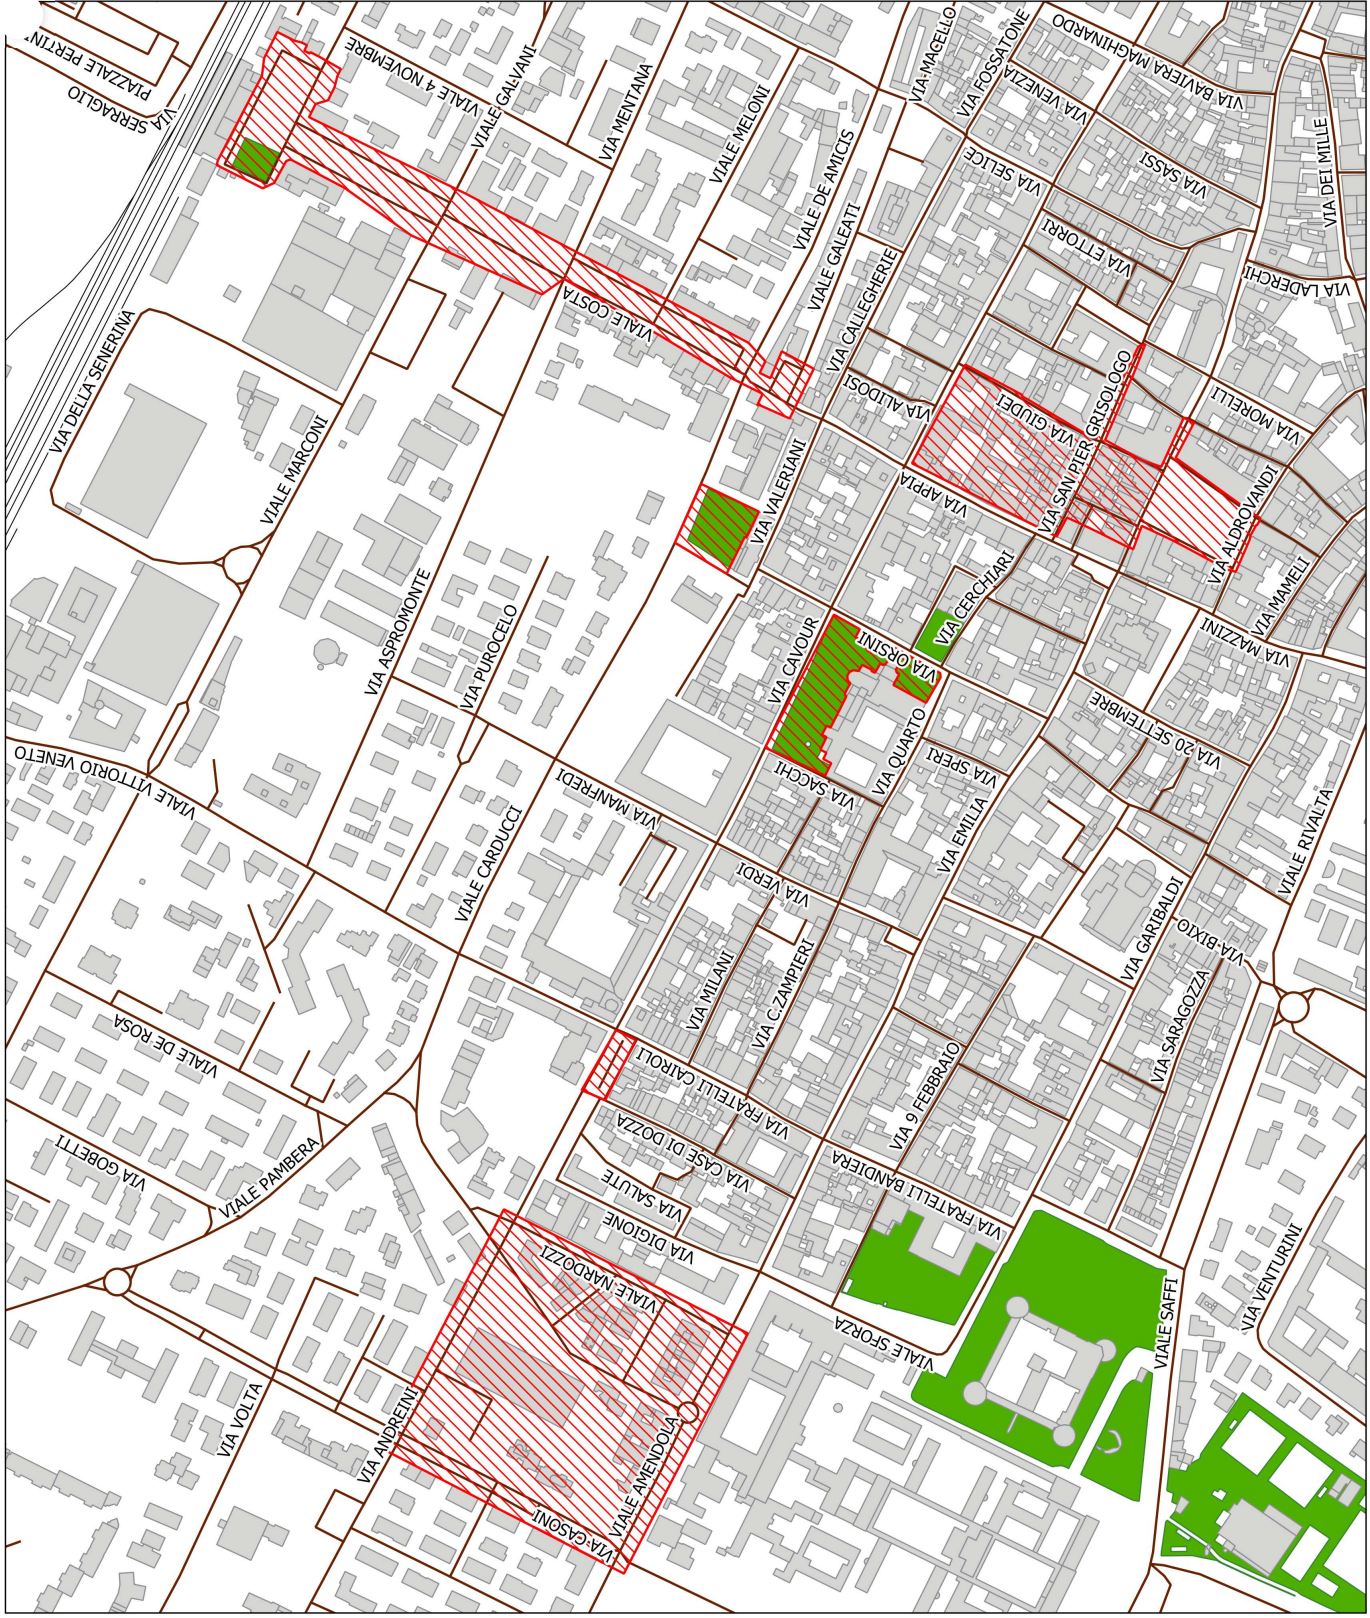 PIAZZALE PERTIN
VIA SERRAGLIO
VIALE 4 NOVEMBRE
VIALE GALVANI
VIA MENTANA
VIALE MELONI
VIALE DE AMICIS
VIALE GALEATI
VIA MACELLO
VIA FOSSATONE
VIA VENEZIA
VIA BAVIERA MAGHINARDO
VIA SELICE
VIA SASSI
VIA DEI MILLE
VIA ETTORRI
VIA LADERCHI
VIA CALLEGHERIE
VIALE COSTA
VIA DELLA SENERINA
VIA ALIDOSI
VIA GIUDEI
VIA SAN PIER GRISOLOGO
VIA MORELLI
VIALE MARCONI
VIA VALERIANI
VIA APPIA
VIA ALDROVANDI
VIA CERCHIARI
VIA MAMELI
VIA MAZZINI
VIA ASPROMONTE
VIA PUROCELO
VIA CAVOUR
VIA ORSINI
VIA 20 SETTEMBRE
VIA QUARTO
VIA SPERI
VIALE VITTORIO VENETO
VIA MANFREDI
VIA SACCHI
VIA EMILIA
VIALE RIVALTA
VIALE CARDUCCI
VIA VERDI
VIA GARIBALDI
VIA BIXIO
VIA MILANI
VIA C.ZAMPIERI
VIA SARAGOZZA
VIALE DE ROSA
VIA FRATELLI CAIROLI
VIA 9 FEBBRAIO
VIA GOBETTI
VIALE PAMBERA
VIA CASE DI DOZZA
VIA SALUTE
VIA DIGIONE
VIA FRATELLI BANDIERA
VIALE NARDOZZI
VIALE SFORZA
VIALE SAFFI
VIA VENTURINI
VIA VOLTA
VIA ANDREINI
VIALE AMENDOLA
VIA CASONI